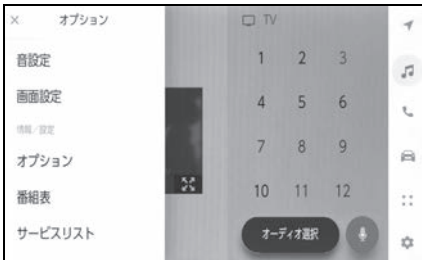 × オプション
音設定
画面設定
情報/設定
オプション
番組表
サービスリスト
TV
1 2 3
4 5 6
7 8 9
10 11 12
オーディオ選択